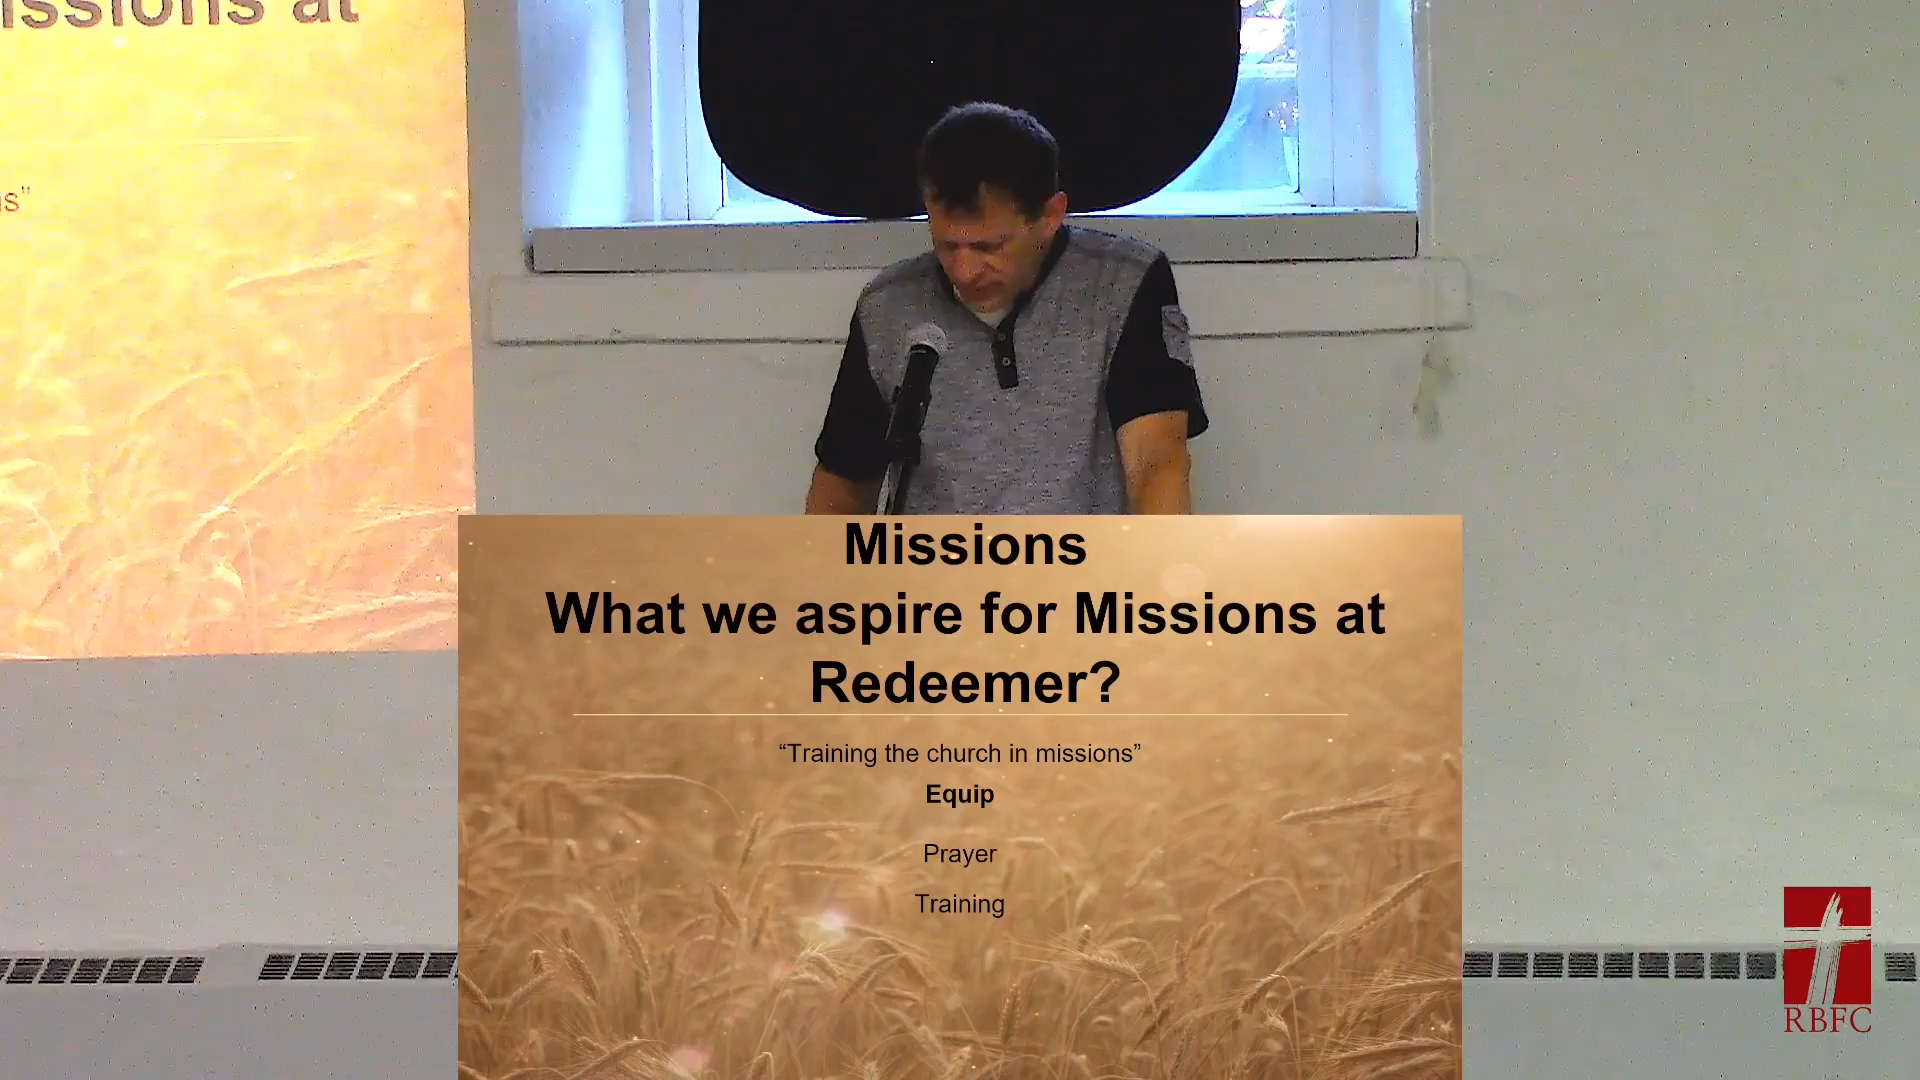 issions at
s”
Missions
What we aspire for Missions at
Redeemer?
“Training the church in missions”
Equip
Prayer
Training
RBFC